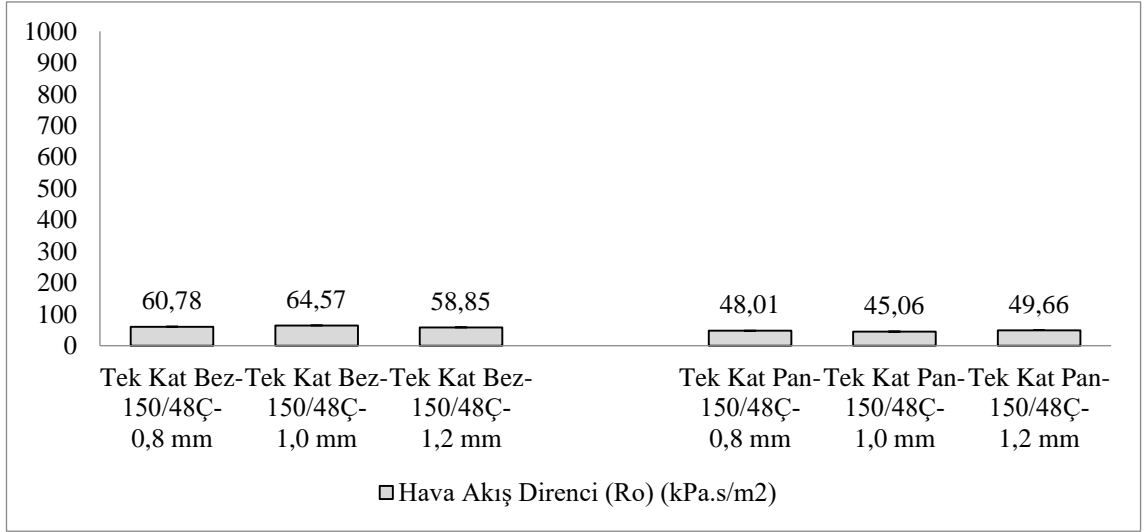 1000
900
800
700
600
500
400
300
200
100
0
60,78 64,57 58,85 48,01 45,06 49,66
Tek Kat Bez-
150/48Ç-
0,8 mm
Tek Kat Bez-
150/48Ç-
1,0 mm
Tek Kat Bez-
150/48Ç-
1,2 mm
Tek Kat Pan-
150/48Ç-
0,8 mm
Tek Kat Pan-
150/48Ç-
1,0 mm
Tek Kat Pan-
150/48Ç-
1,2 mm
Hava Akış Direnci (Ro) (kPa.s/m2)